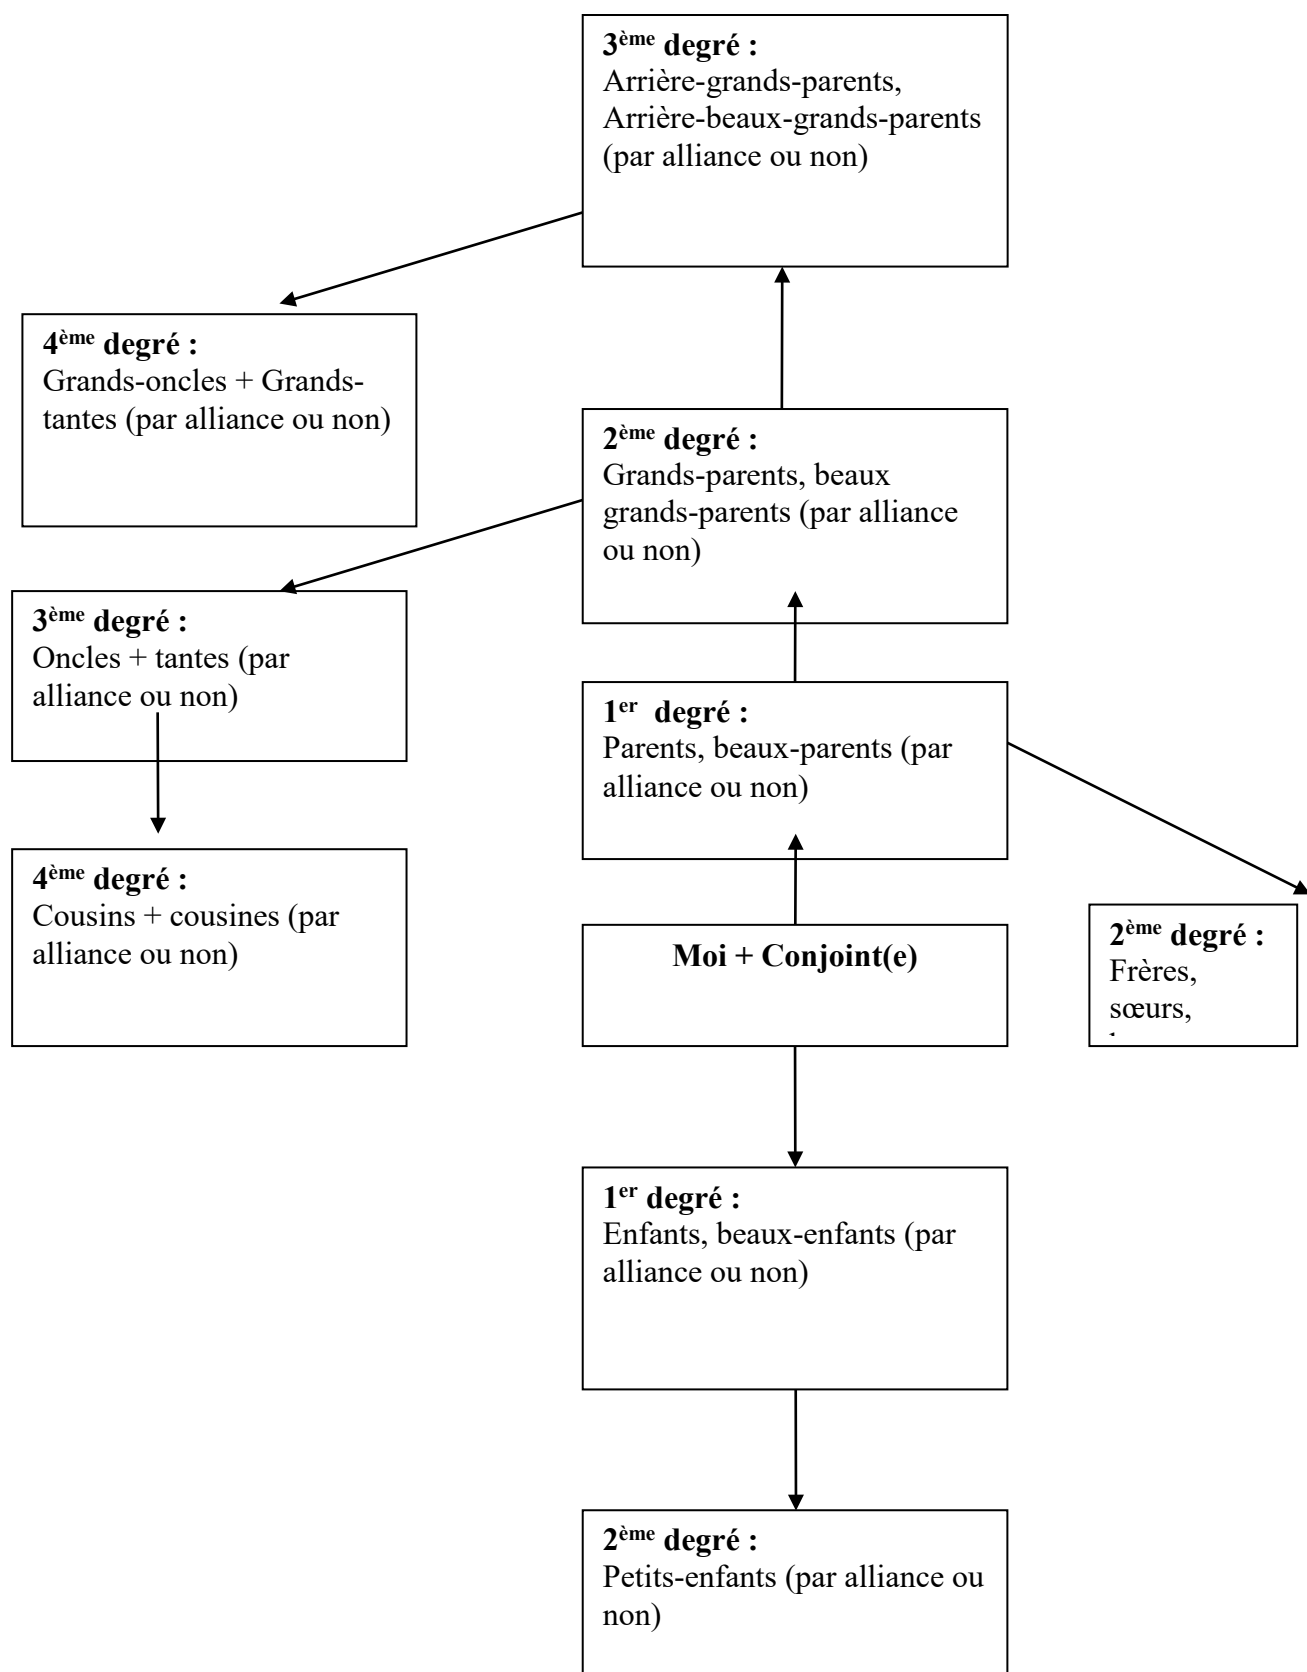 3ème degré :
Arrière-grands-parents,
Arrière-beaux-grands-parents
(par alliance ou non)
4ème degré :
Grands-oncles + Grands-
tantes (par alliance ou non)
2ème degré :
Grands-parents, beaux
grands-parents (par alliance
ou non)
3ème degré :
Oncles + tantes (par
alliance ou non)
1er  degré :
Parents, beaux-parents (par
alliance ou non)
4ème degré :
Cousins + cousines (par
alliance ou non)
Moi + Conjoint(e)
2ème degré :
Frères,
sœurs,
1er degré :
Enfants, beaux-enfants (par
alliance ou non)
2ème degré :
Petits-enfants (par alliance ou
non)